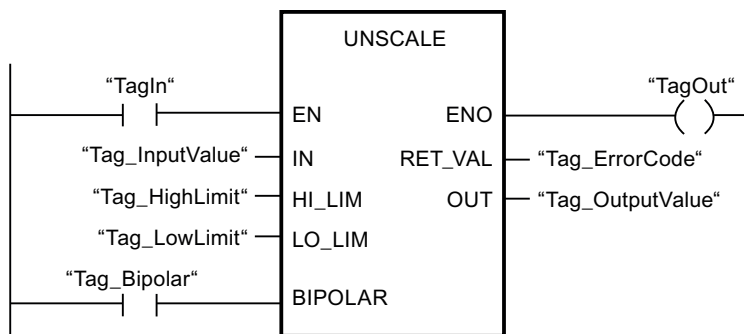 UNSCALE
“TagIn“
“TagOut“
EN
ENO
“Tag_InputValue“
IN
RET_VAL
“Tag_ErrorCode“
“Tag_HighLimit“
HI_LIM
OUT
“Tag_OutputValue“
“Tag_LowLimit“
LO_LIM
“Tag_Bipolar“
BIPOLAR